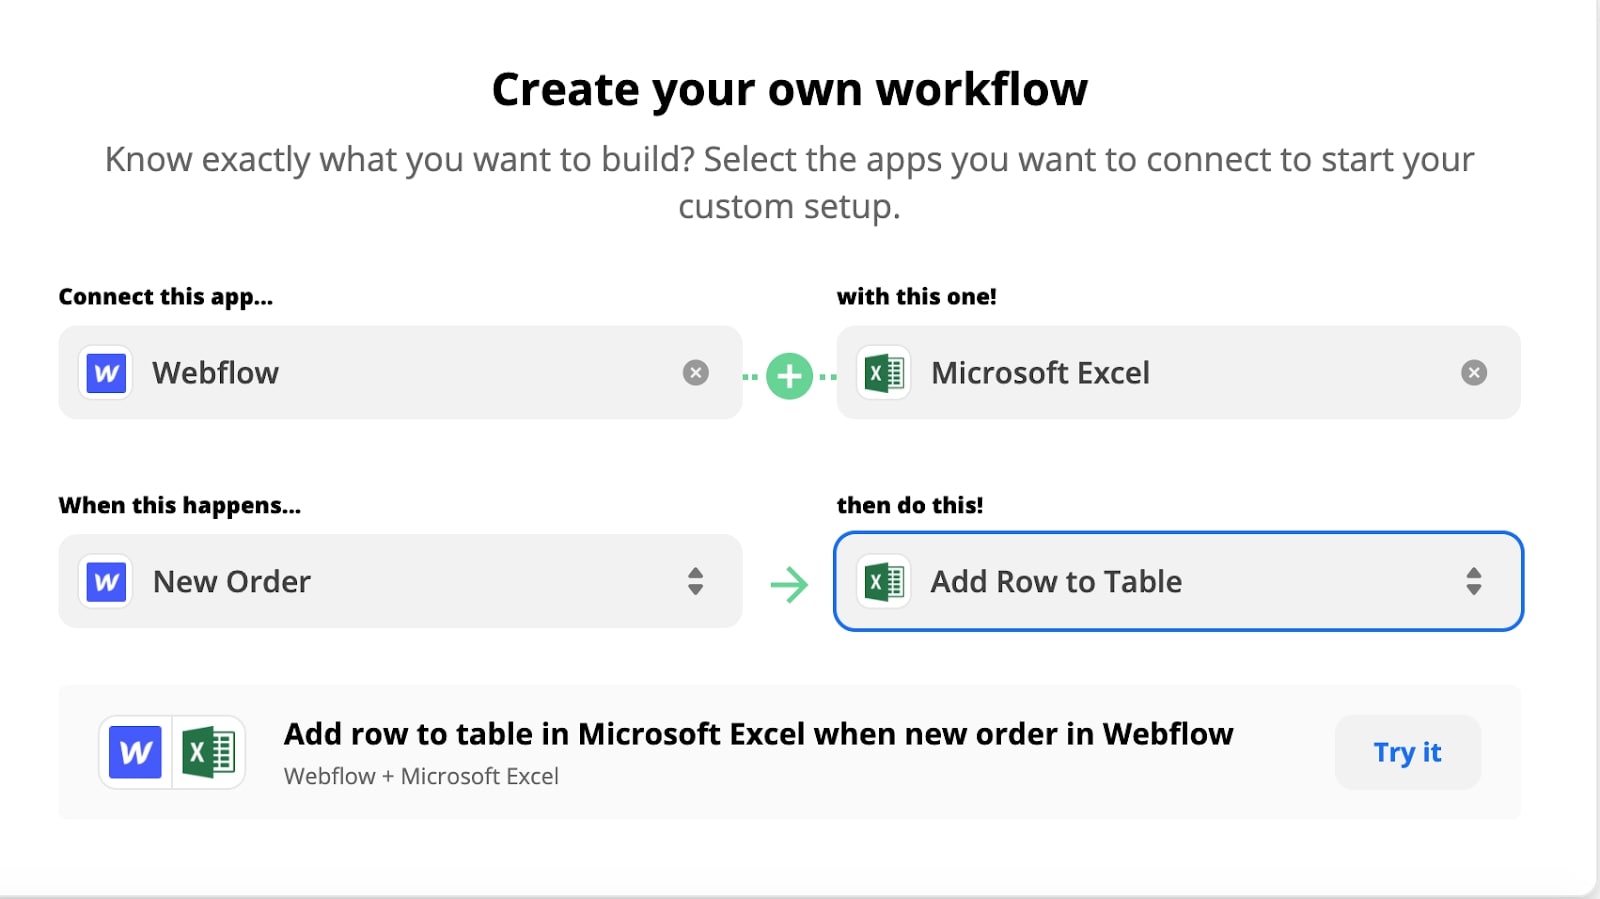 Create your own workflow
Know exactly what you want to build? Select the apps you want to connect to start your
custom setup.
Connect this app...
with this one!
W Webflow
X Microsoft Excel
When this happens...
then do this!
W New Order
X Add Row to Table
W X
Add row to table in Microsoft Excel when new order in Webflow
Webflow + Microsoft Excel
Try it